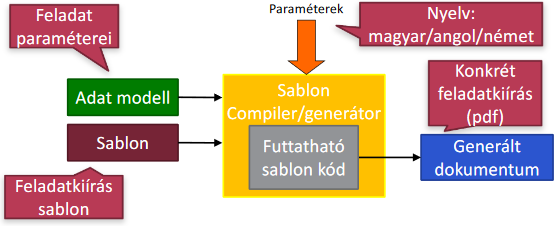 Feladat
paraméterei
Paraméterek
Nyelv:
magyar/angol/német
Adat modell
Sablon
Compiler/generátor
Konkrét
feladatkiírás
(pdf)
Sablon
Futtatható
sablon kód
Generált
dokumentum
Feladatkiírás
sablon